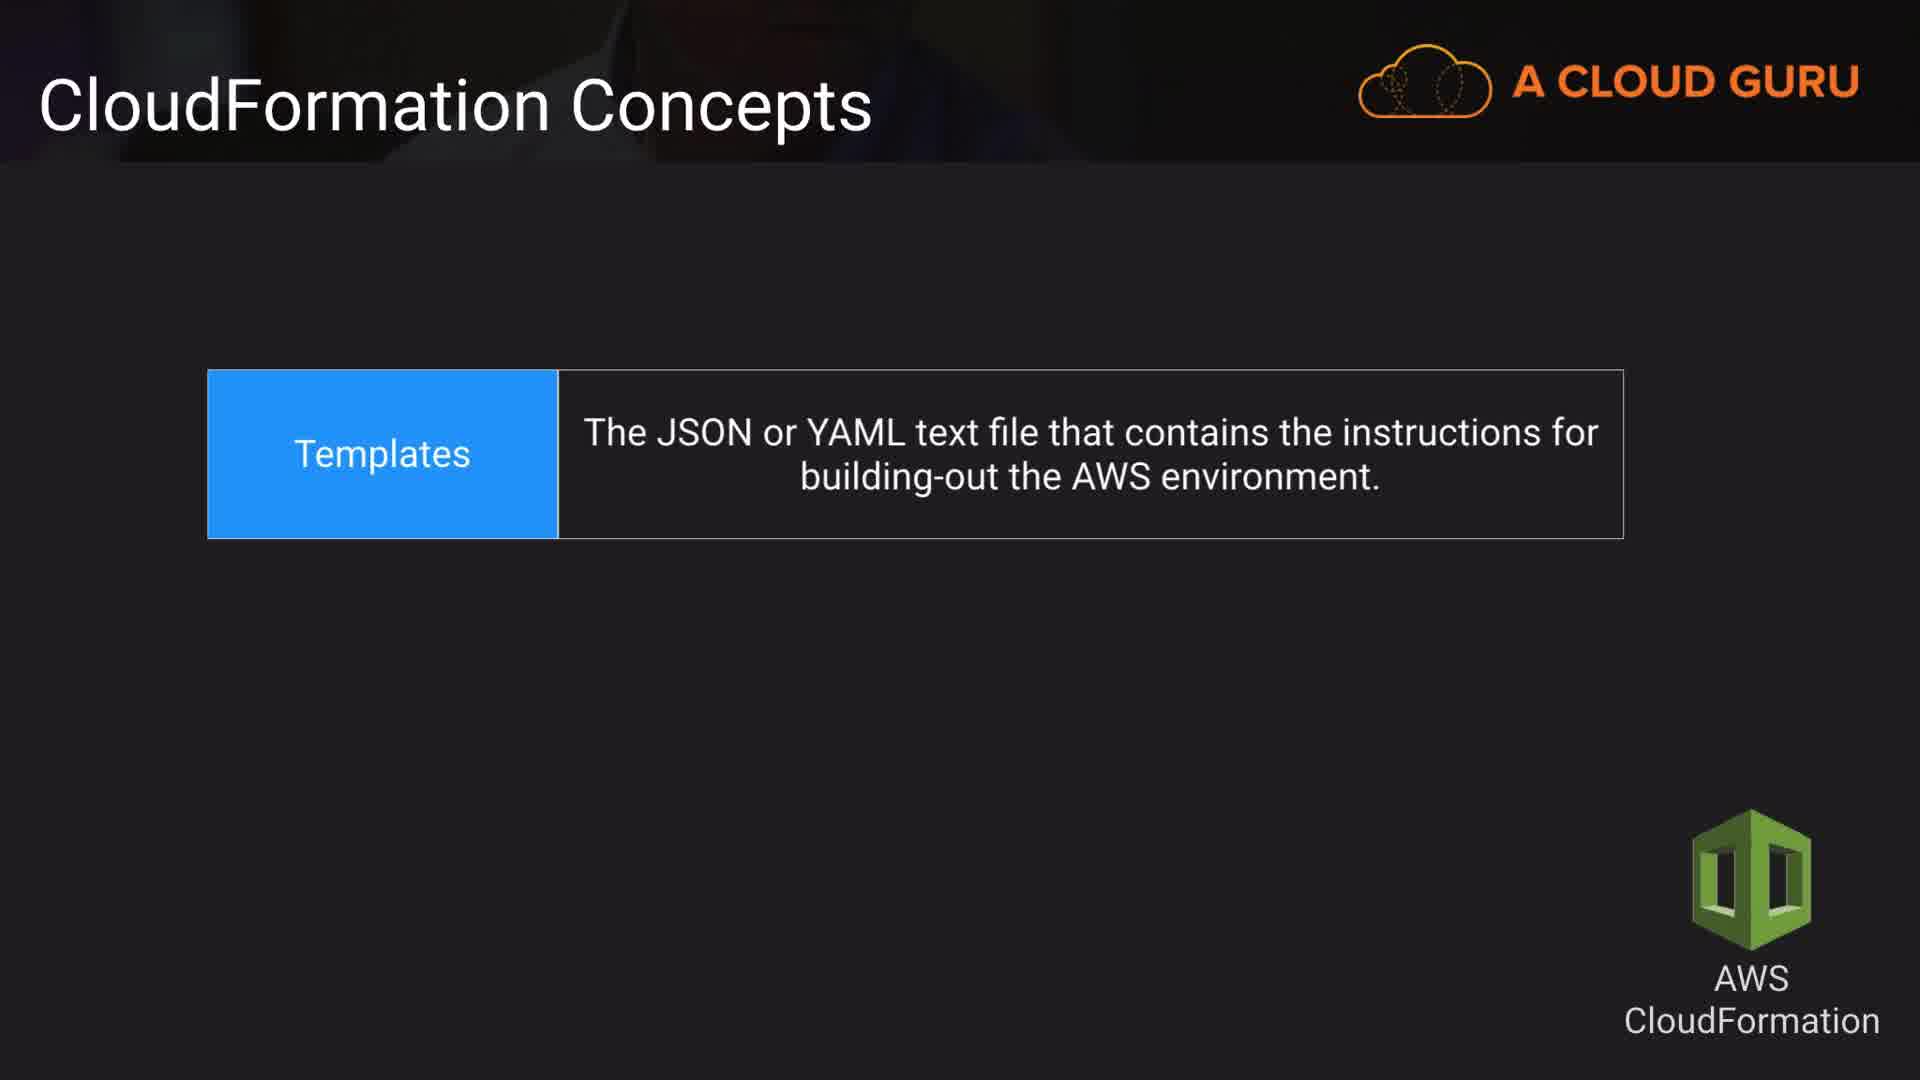 CloudFormation Concepts
A CLOUD GURU
Templates
The JSON or YAML text file that contains the instructions for
building-out the AWS environment.
AWS
CloudFormation